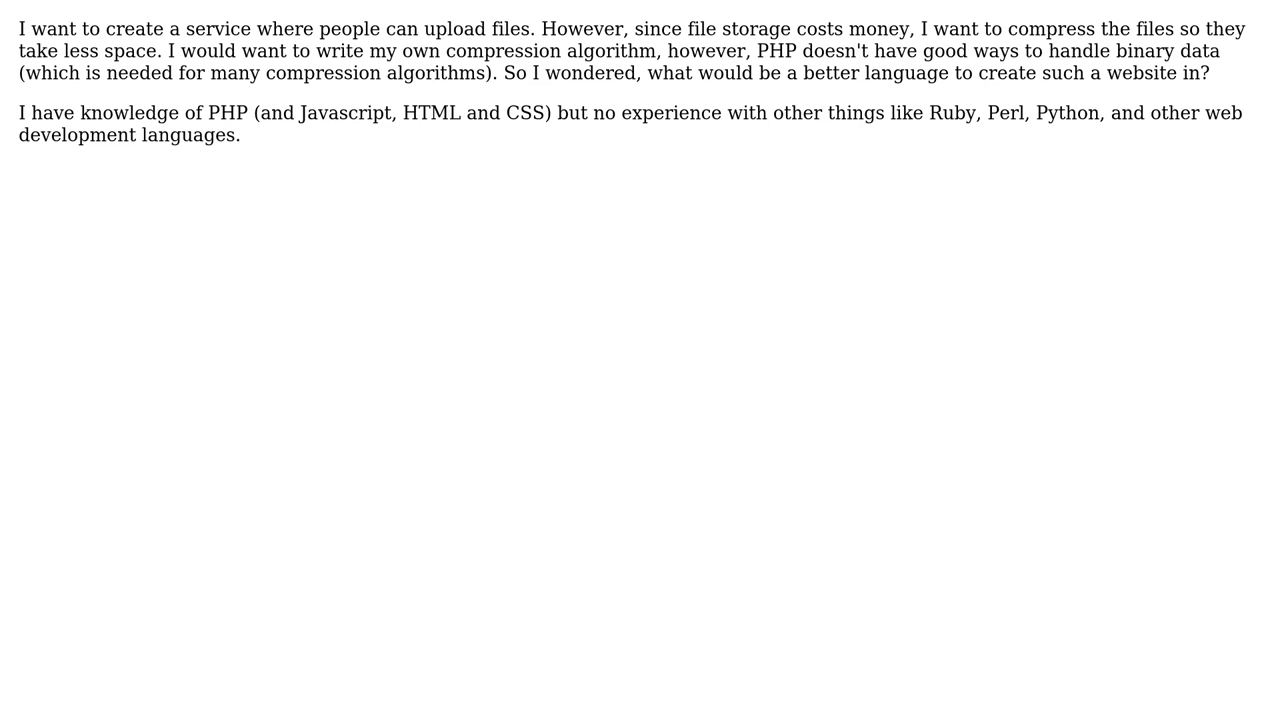 I want to create a service where people can upload files. However, since file storage costs money, I want to compress the files so they
take less space. I would want to write my own compression algorithm, however, PHP doesn't have good ways to handle binary data
(which is needed for many compression algorithms). So I wondered, what would be a better language to create such a website in?
I have knowledge of PHP (and Javascript, HTML and CSS) but no experience with other things like Ruby, Perl, Python, and other web
development languages.